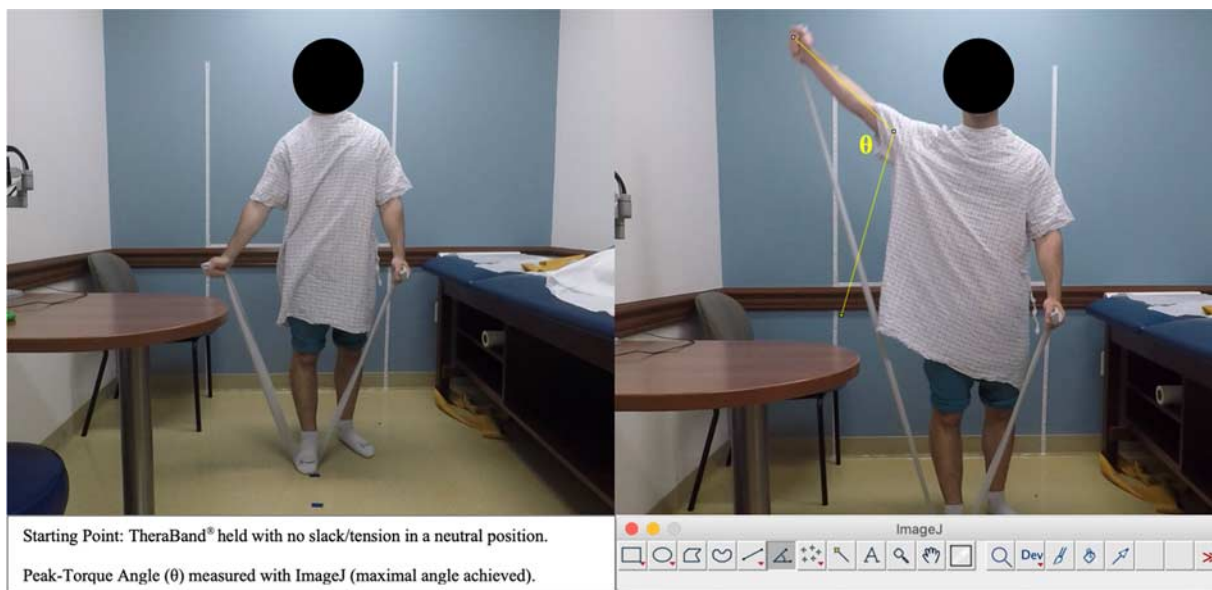 θ
Starting Point: TheraBand® held with no slack/tension in a neutral position.
Peak-Torque Angle (θ) measured with ImageJ (maximal angle achieved).
ImageJ
A
Dev